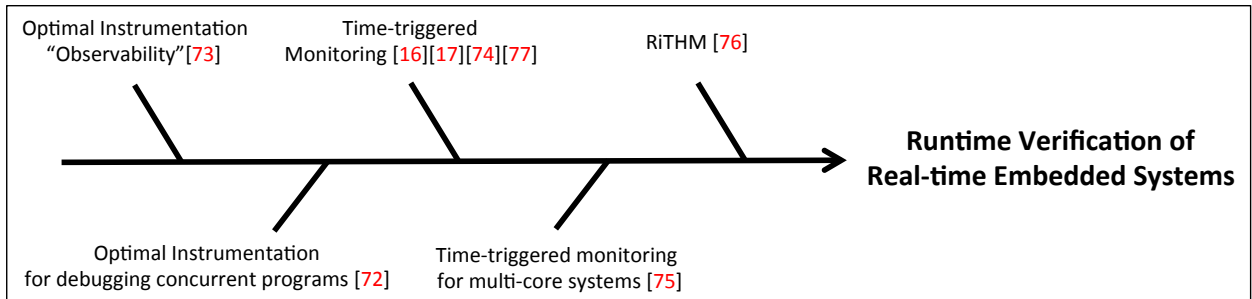 Optimal Instrumentation
“Observability”[73]
Time-triggered
Monitoring [16][17][74][77]
RiTHM [76]
Runtime Verification of
Real-time Embedded Systems
Optimal Instrumentation
for debugging concurrent programs [72]
Time-triggered monitoring
for multi-core systems [75]